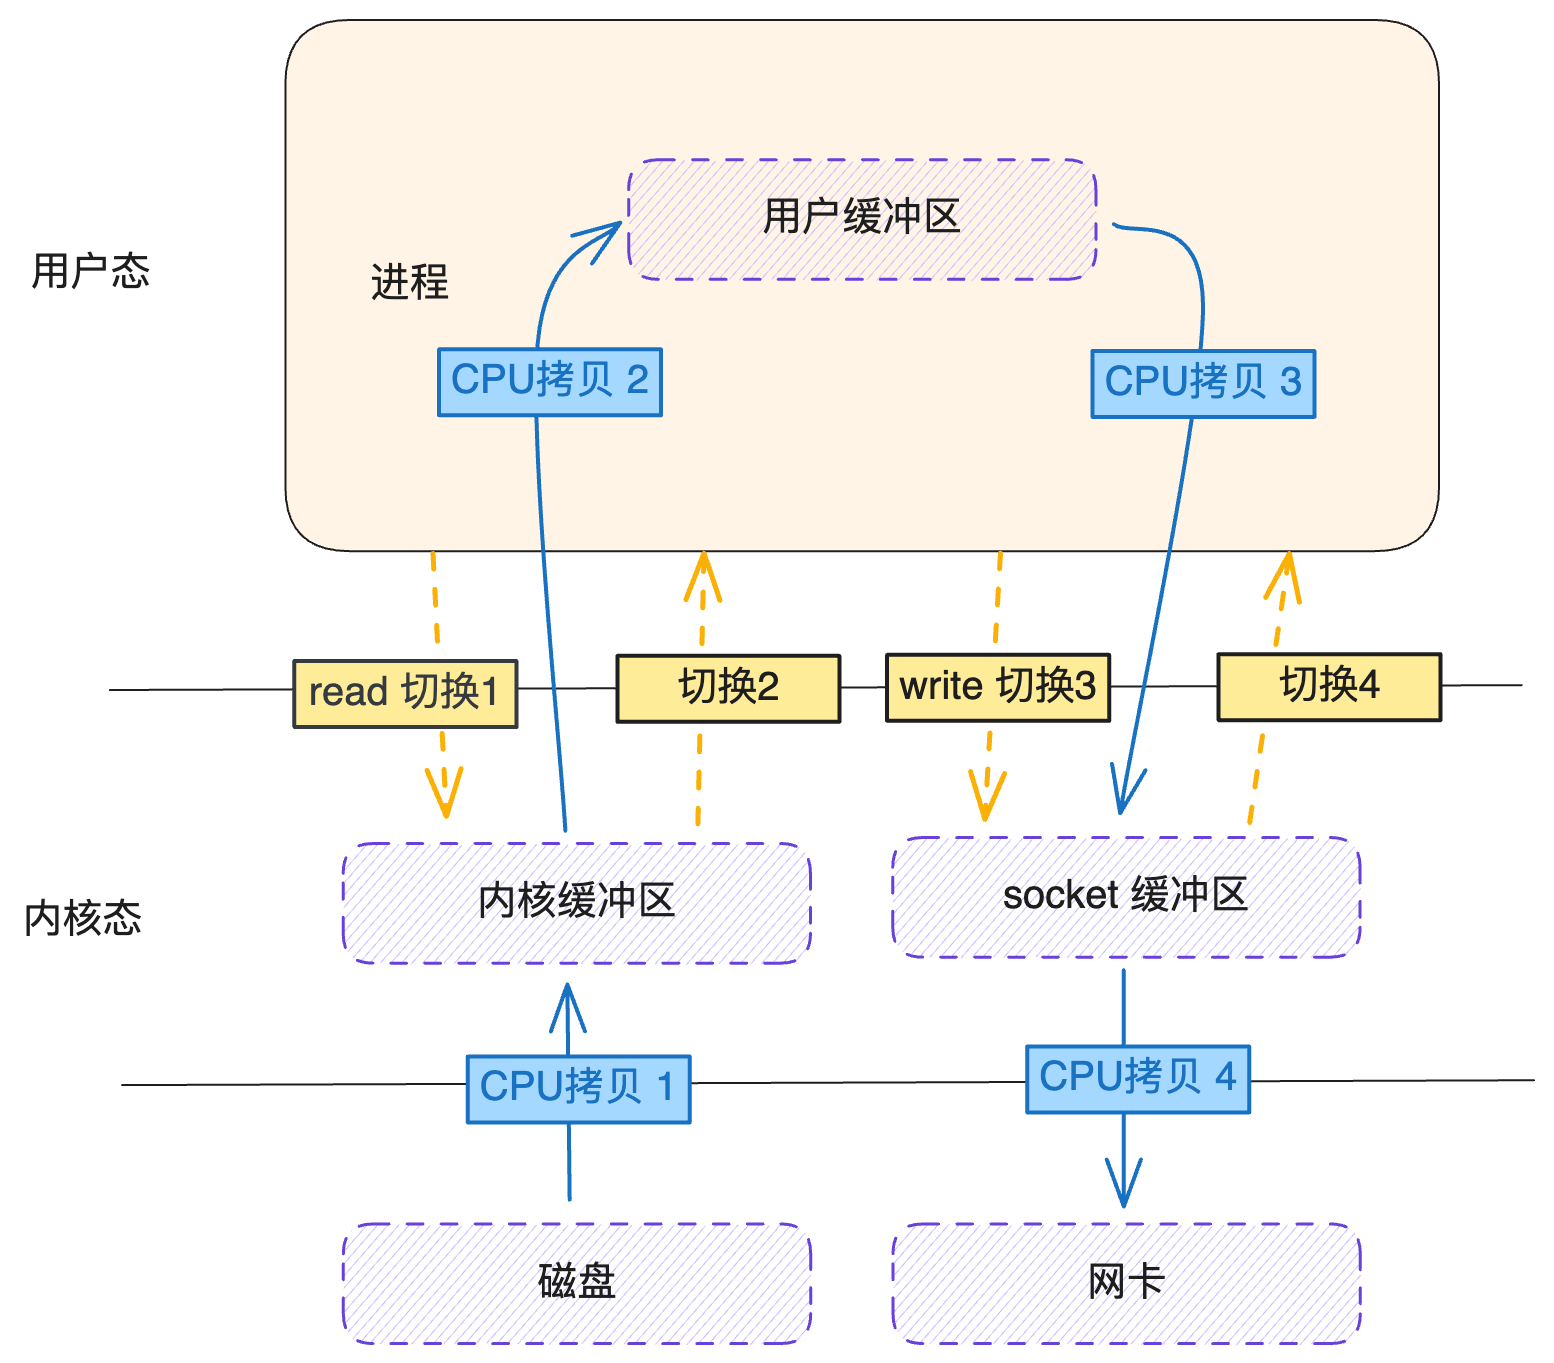 用户缓冲区
用户态
进程
CPU拷贝 2
CPU拷贝 3
read 切换1
切换2
write 切换3
切换4
内核缓冲区
socket 缓冲区
内核态
CPU拷贝 1
CPU拷贝 4
磁盘
网卡